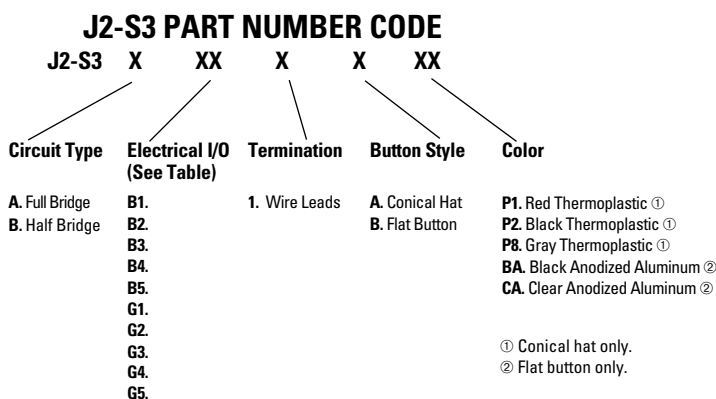 J2-S3 PART NUMBER CODE
J2-S3 X XX X X XX
Circuit Type
A. Full Bridge
B. Half Bridge
Electrical I/O
(See Table)
B1.
B2.
B3.
B4.
B5.
G1.
G2.
G3.
G4.
G5.
Termination
1. Wire Leads
Button Style
A. Conical Hat
B. Flat Button
Color
P1. Red Thermoplastic ①
P2. Black Thermoplastic ①
P8. Gray Thermoplastic ①
BA. Black Anodized Aluminum ②
CA. Clear Anodized Aluminum ②
① Conical hat only.
② Flat button only.